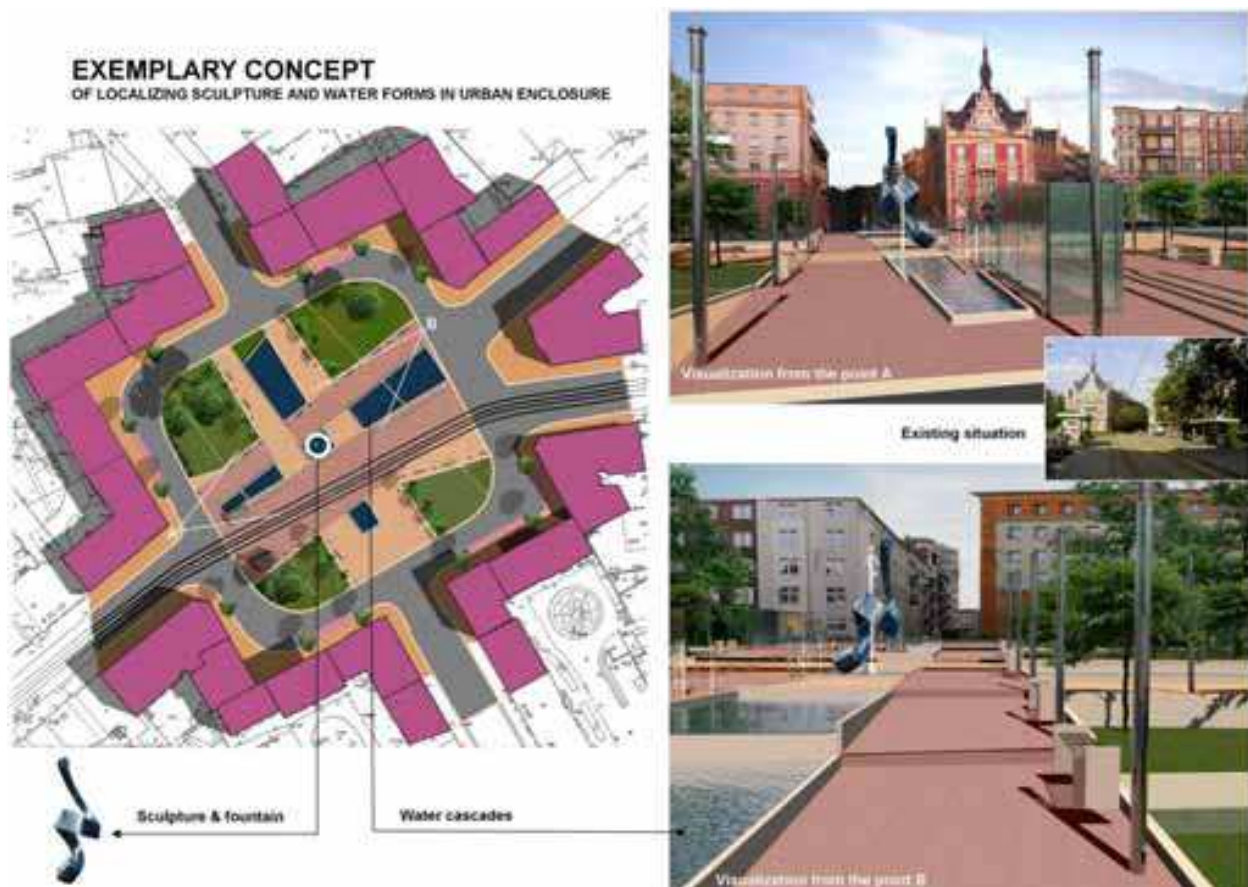 EXEMPLARY CONCEPT
OF LOCALIZING SCULPTURE AND WATER FORMS IN URBAN ENCLOSURE
B
Visualization from the point A
Existing situation
Sculpture & fountain
Water cascades
Visualization from the point B